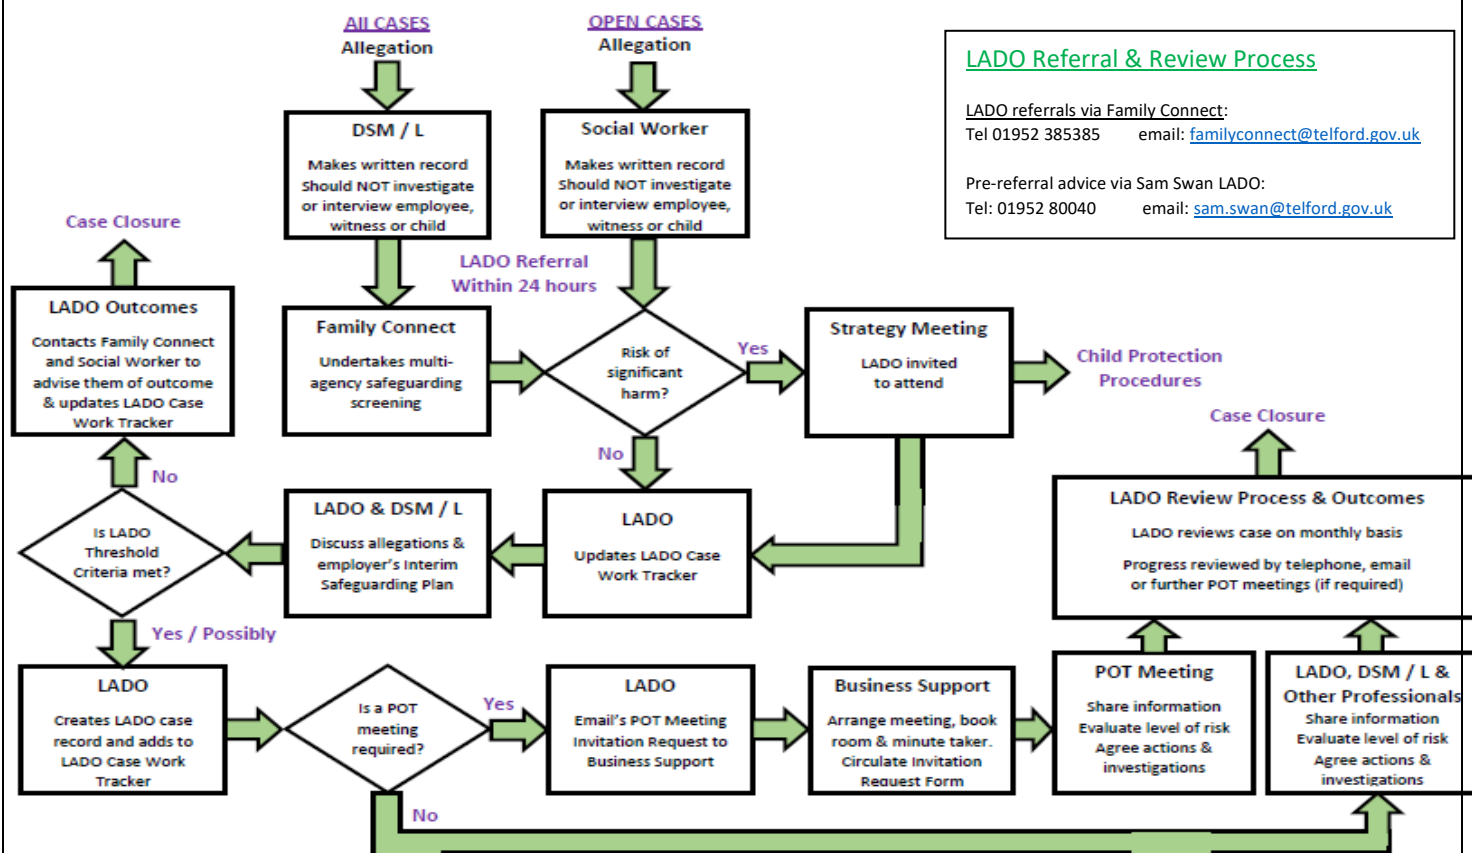 All CASES
Allegation
OPEN CASES
Allegation
LADO Referral & Review Process
LADO referrals via Family Connect:
Tel 01952 385385 email: familyconnect@telford.gov.uk
Pre-referral advice via Sam Swan LADO:
Tel: 01952 80040 email: sam.swan@telford.gov.uk
DSM / L
Makes written record
Should NOT investigate
or interview employee,
witness or child
Social Worker
Makes written record
Should NOT investigate
or interview employee,
witness or child
LADO Referral
Within 24 hours
Case Closure
LADO Outcomes
Contacts Family Connect
and Social Worker to
advise them of outcome
& updates LADO Case
Work Tracker
Family Connect
Undertakes multi-
agency safeguarding
screening
Risk of
significant
harm?
Yes
Strategy Meeting
LADO invited
to attend
Child Protection
Procedures
No
No
Case Closure
Is LADO
Threshold
Criteria met?
LADO & DSM / L
Discuss allegations &
employer's Interim
Safeguarding Plan
LADO
Updates LADO Case
Work Tracker
LADO Review Process & Outcomes
LADO reviews case on monthly basis
Progress reviewed by telephone, email
or further POT meetings (if required)
Yes / Possibly
LADO
Creates LADO case
record and adds to
LADO Case Work
Tracker
Is a POT
meeting
required?
Yes
LADO
Email's POT Meeting
Invitation Request to
Business Support
Business Support
Arrange meeting, book
room & minute taker.
Circulate Invitation
Request Form
POT Meeting
Share information
Evaluate level of risk
Agree actions &
investigations
LADO, DSM / L &
Other Professionals
Share information
Evaluate level of risk
Agree actions &
investigations
No